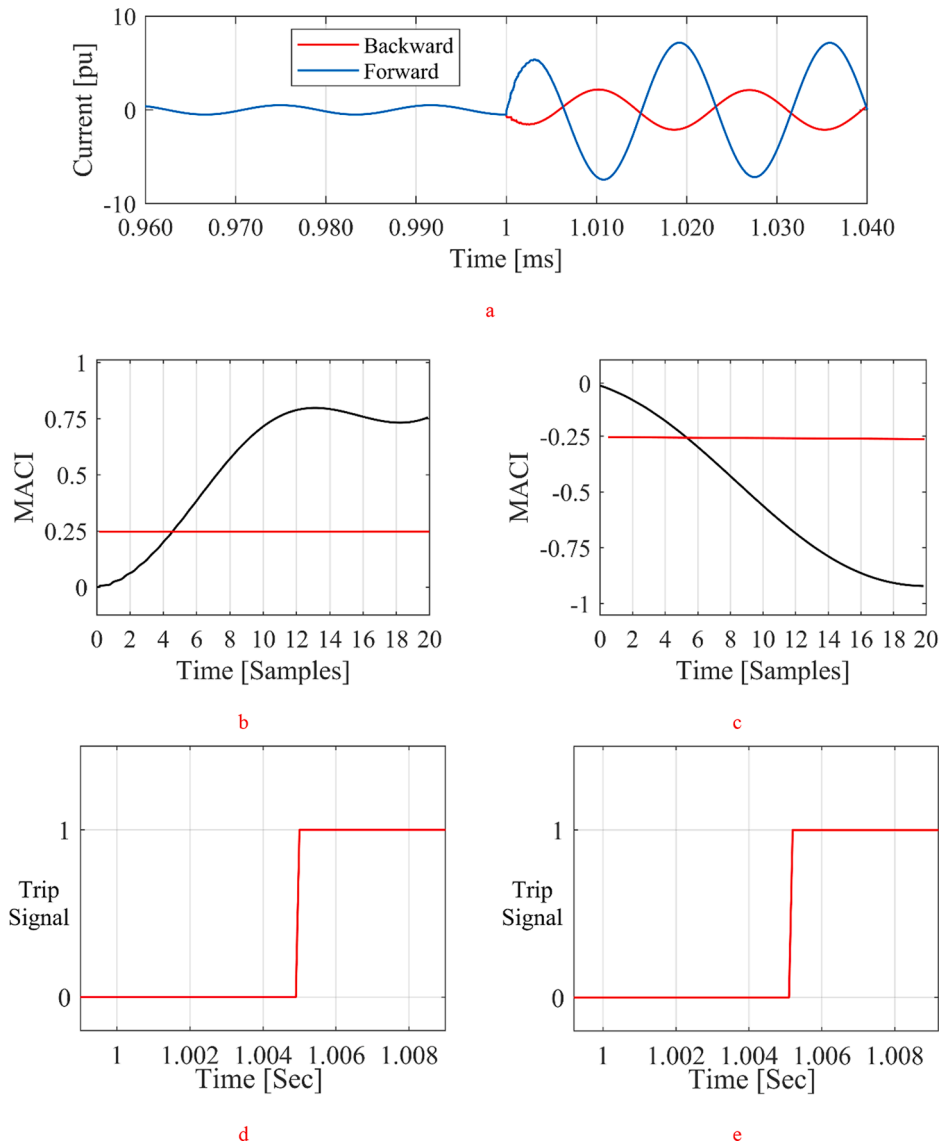 10
0
-10
Current [pu]
Backward
Forward
0.960 0.970 0.980 0.990 1 1.010 1.020 1.030 1.040
Time [ms]
a
1
0.75
0.5
0.25
0
MACI
0 2 4 6 8 10 12 14 16 18 20
Time [Samples]
b
0
-0.25
-0.5
-0.75
-1
MACI
0 2 4 6 8 10 12 14 16 18 20
Time [Samples]
c
1
0
Trip
Signal
1 1.002 1.004 1.006 1.008
Time [Sec]
d
1
0
Trip
Signal
1 1.002 1.004 1.006 1.008
Time [Sec]
e